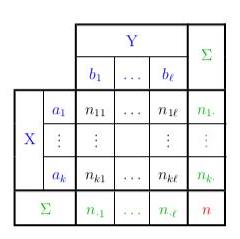 Y Σ
b₁ … bℓ
X a₁ n₁₁ … n₁ℓ n₁.
⋮ ⋮ ⋮ ⋮
aₖ nₖ₁ … nₖℓ nₖ.
Σ n.₁ … n.ℓ n